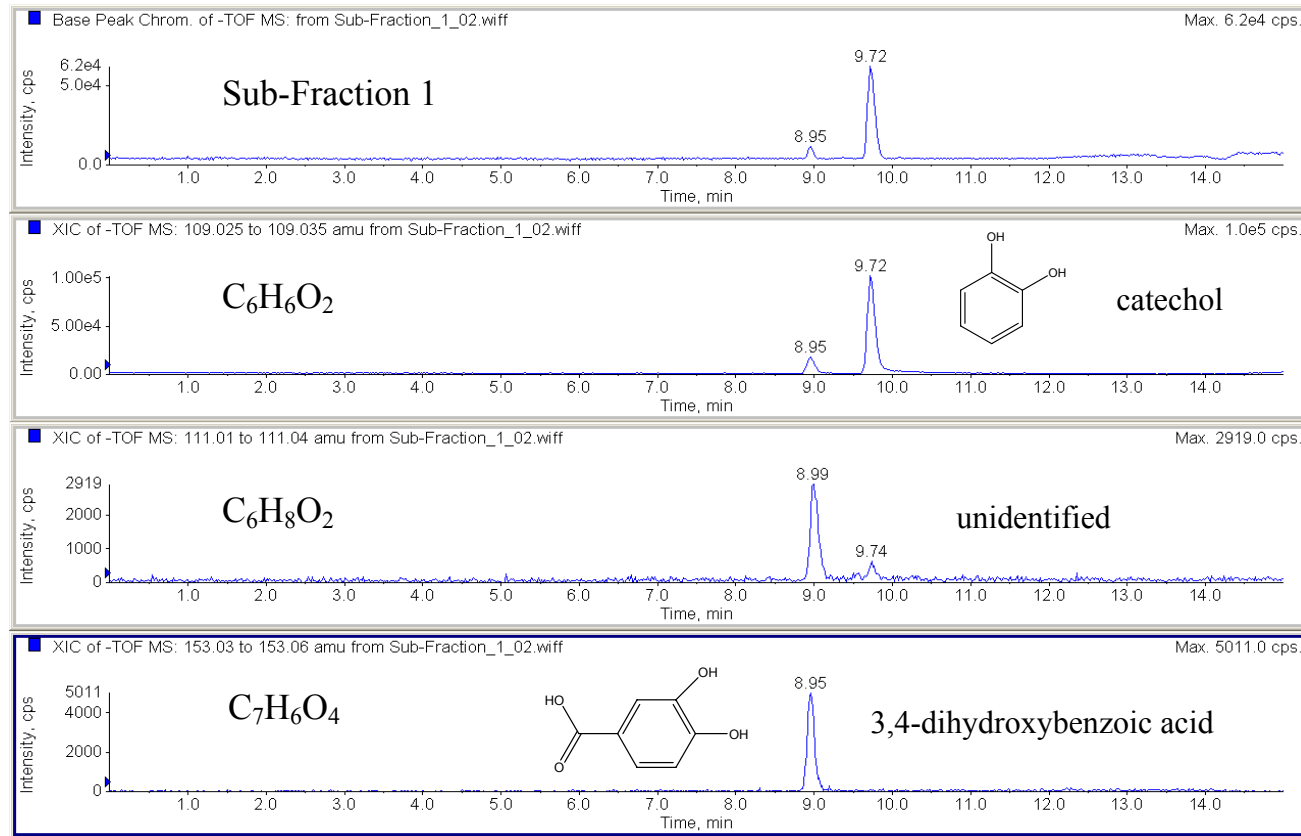 Base Peak Chrom. of -TOF MS: from Sub-Fraction_1_02.wiff Max. 6.2e4 cps.
Sub-Fraction 1
Intensity, cps
6.2e4
5.0e4
0.0
8.95
9.72
1.0 2.0 3.0 4.0 5.0 6.0 7.0 8.0 9.0 10.0 11.0 12.0 13.0 14.0
Time, min
XIC of -TOF MS: 109.025 to 109.035 amu from Sub-Fraction_1_02.wiff Max. 1.0e5 cps.
C₆H₆O₂
Intensity, cps
1.00e5
5.00e4
0.00
8.95
9.72
OH
OH
catechol
1.0 2.0 3.0 4.0 5.0 6.0 7.0 8.0 9.0 10.0 11.0 12.0 13.0 14.0
Time, min
XIC of -TOF MS: 111.01 to 111.04 amu from Sub-Fraction_1_02.wiff Max. 2919.0 cps.
C₆H₈O₂
Intensity, cps
2919
2000
1000
0
8.99
9.74
unidentified
1.0 2.0 3.0 4.0 5.0 6.0 7.0 8.0 9.0 10.0 11.0 12.0 13.0 14.0
Time, min
XIC of -TOF MS: 153.03 to 153.06 amu from Sub-Fraction_1_02.wiff Max. 5011.0 cps.
C₇H₆O₄
Intensity, cps
5011
4000
2000
0
HO
O
OH
OH
8.95
3,4-dihydroxybenzoic acid
1.0 2.0 3.0 4.0 5.0 6.0 7.0 8.0 9.0 10.0 11.0 12.0 13.0 14.0
Time, min